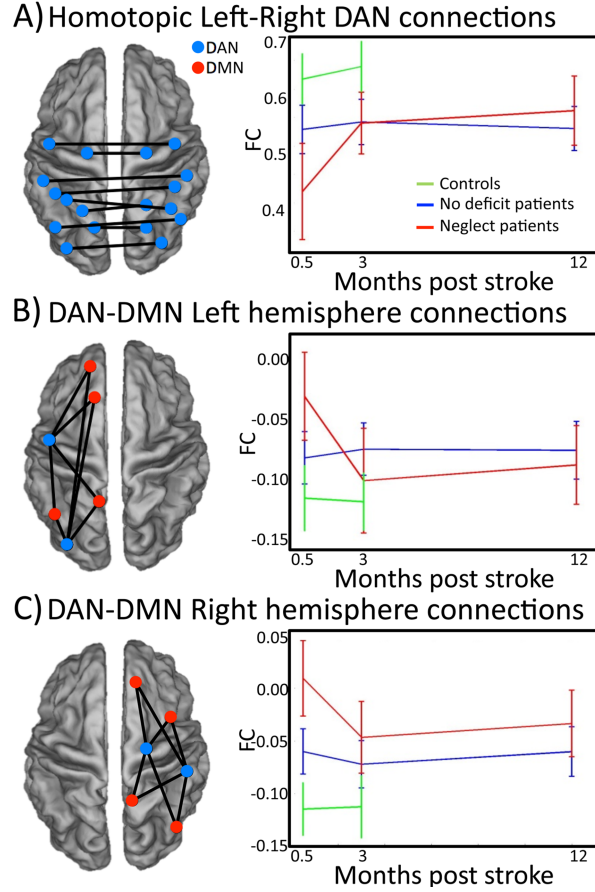 A) Homotopic Left-Right DAN connections
DAN
DMN
0.7
0.6
0.5
0.4
FC
Controls
No deficit patients
Neglect patients
0.5 3 12
Months post stroke
B) DAN-DMN Left hemisphere connections
0.00
-0.05
-0.10
-0.15
FC
0.5 3 12
Months post stroke
C) DAN-DMN Right hemisphere connections
0.05
0.00
-0.05
-0.10
-0.15
FC
0.5 3 12
Months post stroke